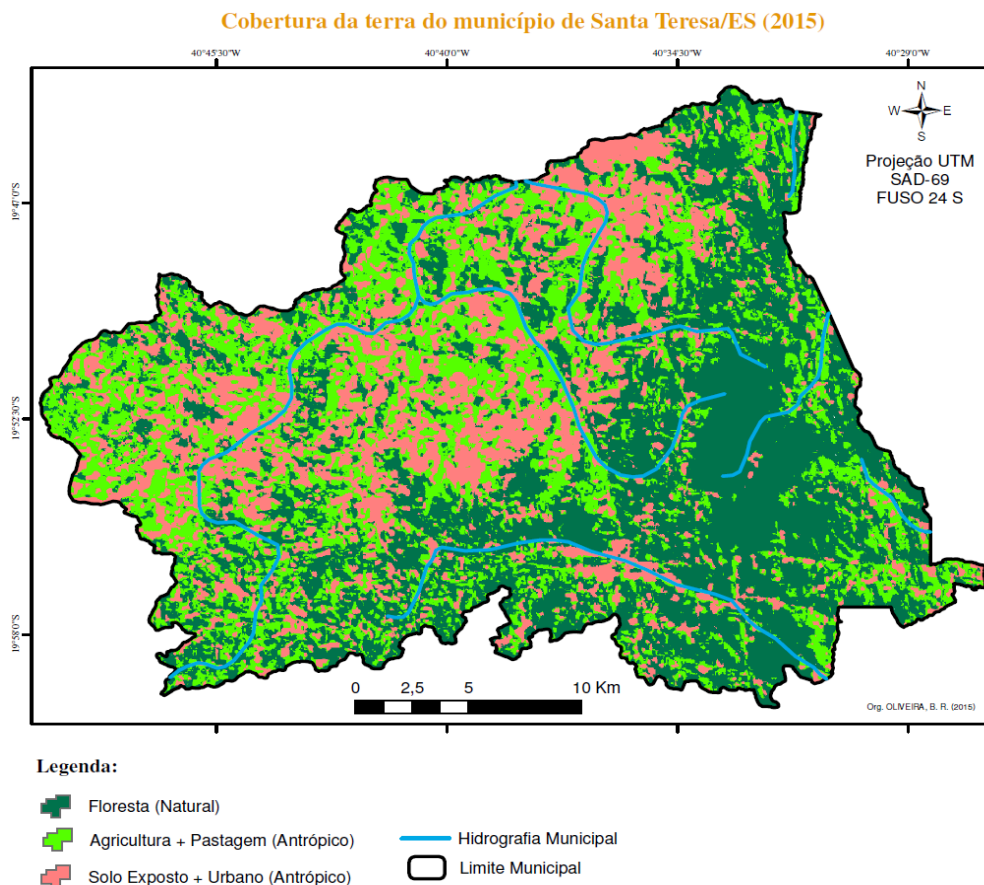 Cobertura da terra do município de Santa Teresa/ES (2015)
40°45'30"W
40°40'0"W
40°34'30"W
40°29'0"W
N
W E
S
Projeção UTM
SAD-69
FUSO 24 S
19°47'0"S
19°52'30"S
19°58'0"S
0 2,5 5 10 Km
Org. OLIVEIRA, B. R. (2015)
Legenda:
Floresta (Natural)
Agricultura + Pastagem (Antrópico)
Hidrografia Municipal
Solo Exposto + Urbano (Antrópico)
Limite Municipal